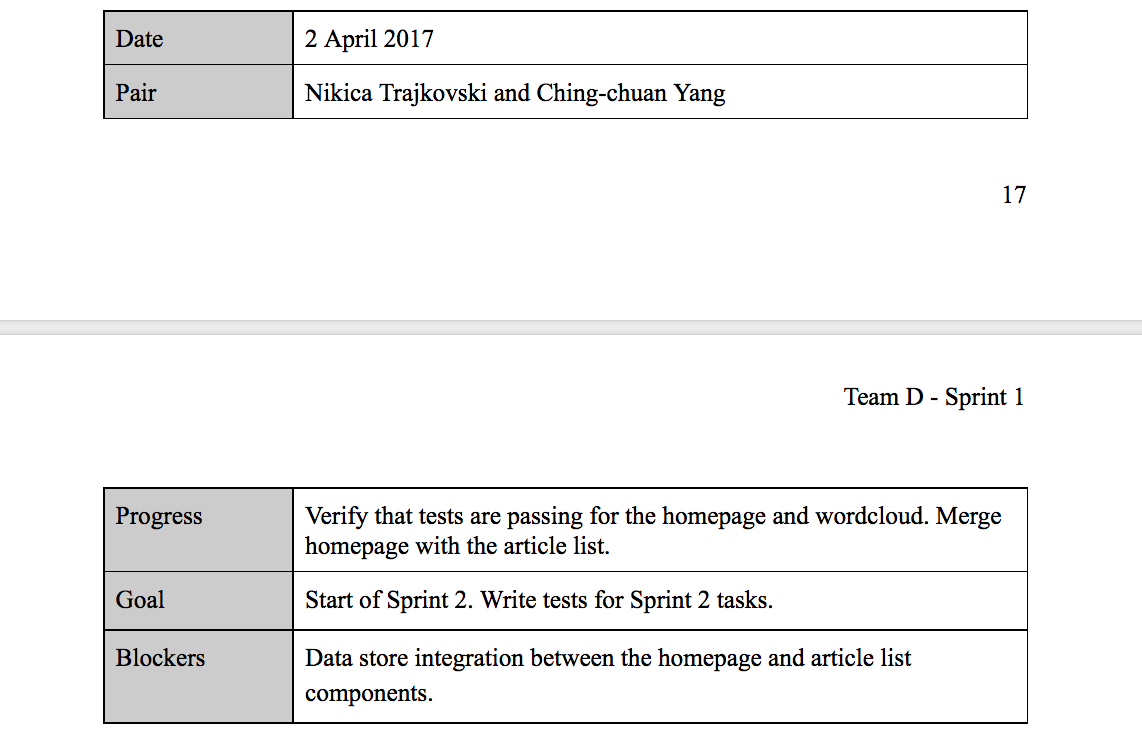 Date 2 April 2017
Pair Nikica Trajkovski and Ching-chuan Yang
17
Team D - Sprint 1
Progress Verify that tests are passing for the homepage and wordcloud. Merge
homepage with the article list.
Goal Start of Sprint 2. Write tests for Sprint 2 tasks.
Blockers Data store integration between the homepage and article list
components.